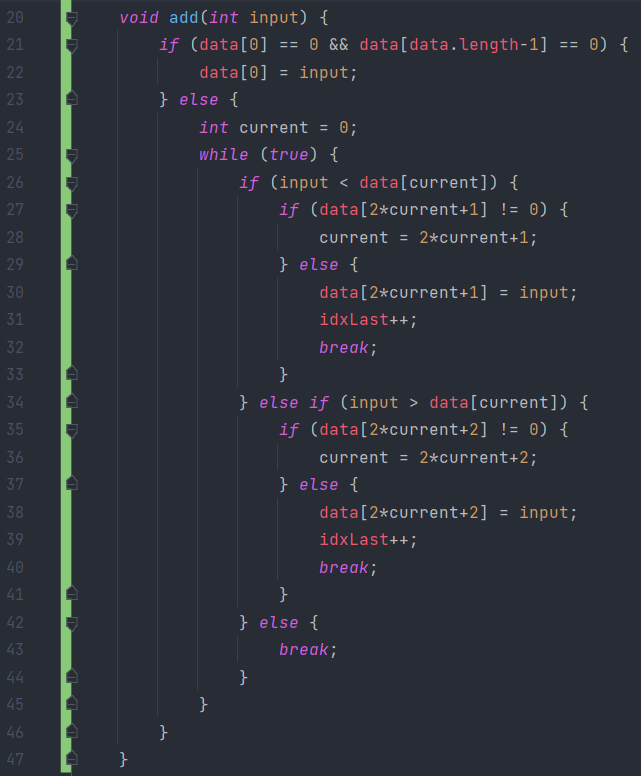 20 void add(int input) {
21 if (data[0] == 0 && data[data.length-1] == 0) {
22 data[0] = input;
23 } else {
24 int current = 0;
25 while (true) {
26 if (input < data[current]) {
27 if (data[2*current+1] != 0) {
28 current = 2*current+1;
29 } else {
30 data[2*current+1] = input;
31 idxLast++;
32 break;
33 }
34 } else if (input > data[current]) {
35 if (data[2*current+2] != 0) {
36 current = 2*current+2;
37 } else {
38 data[2*current+2] = input;
39 idxLast++;
40 break;
41 }
42 } else {
43 break;
44 }
45 }
46 }
47 }